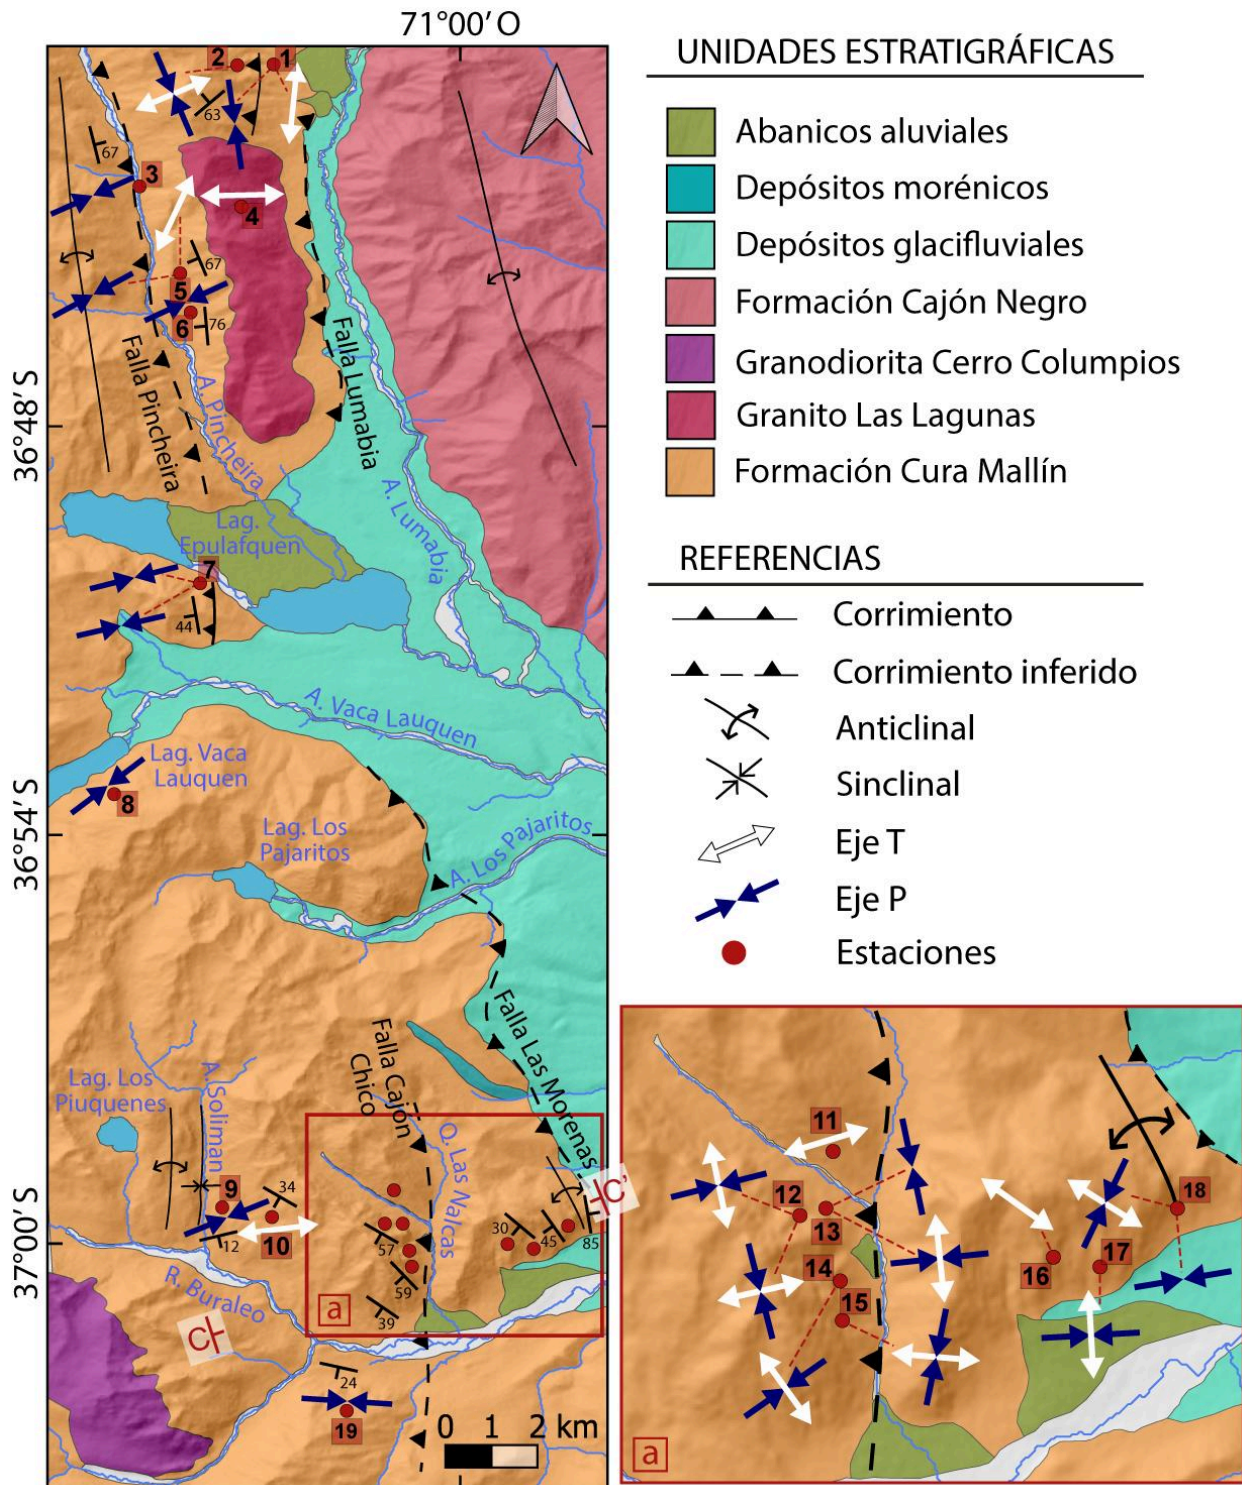 71°00' O
2
1
63
67
3
4
67
5
6
76
Falla Pincheira
A. Pincheira
Falla Lumabia
A. Lumabia
36°48' S
Lag.
Epulafquen
7
44
A. Vaca Lauquen
Lag. Vaca
Lauquen
8
36°54' S
Lag. Los
Pajaritos
A. Los Pajaritos
Falla Las Morenas
Falla Cajón
Chico
Q. Las Nalcas
Lag. Los
Piuquenes
A. Soliman
9
34
10
12
37°00' S
57
59
39
30
45
85
C'
R. Buraleo
C
a
24
19
0 1 2 km
UNIDADES ESTRATIGRÁFICAS
Abanicos aluviales
Depósitos morénicos
Depósitos glacifluviales
Formación Cajón Negro
Granodiorita Cerro Columpios
Granito Las Lagunas
Formación Cura Mallín
REFERENCIAS
Corrimiento
Corrimiento inferido
Anticlinal
Sinclinal
Eje T
Eje P
Estaciones
11
12
13
14
15
16
17
18
a